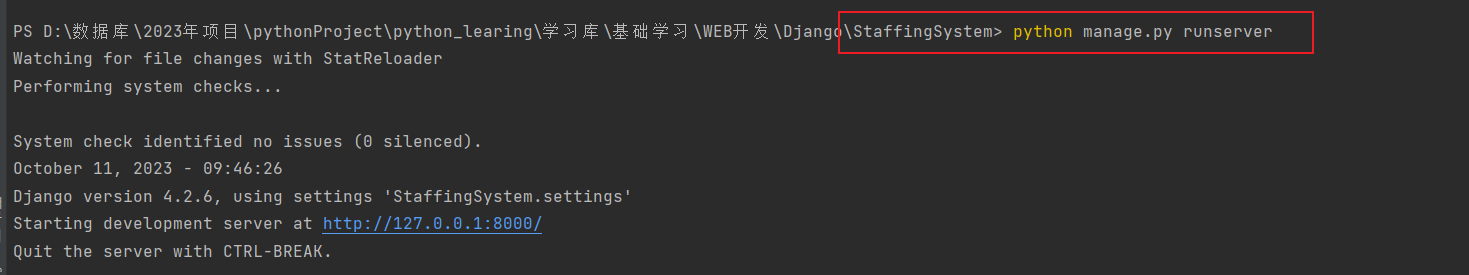 PS D:\数据库\2023年项目\pythonProject\python_learing\学习库\基础学习\WEB开发\Django\StaffingSystem> python manage.py runserver
Watching for file changes with StatReloader
Performing system checks...
System check identified no issues (0 silenced).
October 11, 2023 - 09:46:26
Django version 4.2.6, using settings 'StaffingSystem.settings'
Starting development server at http://127.0.0.1:8000/
Quit the server with CTRL-BREAK.